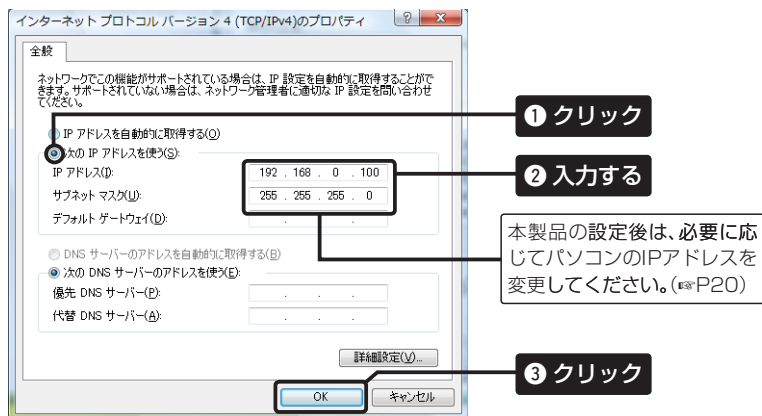 インターネット プロトコル バージョン 4 (TCP/IPv4)のプロパティ
全般
ネットワークでこの機能がサポートされている場合は、IP 設定を自動的に取得することがで
きます。サポートされていない場合は、ネットワーク管理者に適切な IP 設定を問い合わせ
てください。
IP アドレスを自動的に取得する(O)
次の IP アドレスを使う(S):
IP アドレス(I):
192 . 168 . 0 . 100
サブネット マスク(U):
255 . 255 . 255 . 0
デフォルト ゲートウェイ(D):
. . .
DNS サーバーのアドレスを自動的に取得する(B)
次の DNS サーバーのアドレスを使う(E):
優先 DNS サーバー(P):
. . .
代替 DNS サーバー(A):
. . .
詳細設定(V)...
OK
キャンセル
❶ クリック
❷ 入力する
本製品の設定後は、必要に応
じてパソコンのIPアドレスを
変更してください。(☞P20)
❸ クリック